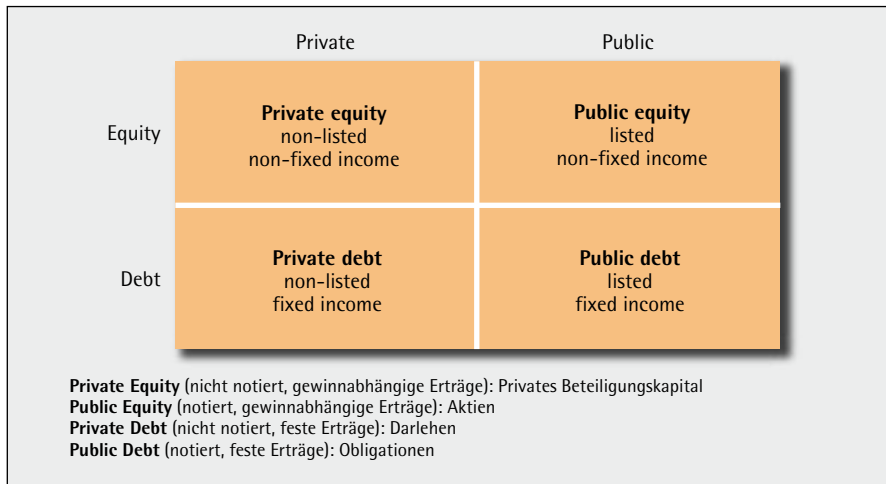 Private Public
Equity
Private equity
non-listed
non-fixed income
Public equity
listed
non-fixed income
Debt
Private debt
non-listed
fixed income
Public debt
listed
fixed income
Private Equity (nicht notiert, gewinnabhängige Erträge): Privates Beteiligungskapital
Public Equity (notiert, gewinnabhängige Erträge): Aktien
Private Debt (nicht notiert, feste Erträge): Darlehen
Public Debt (notiert, feste Erträge): Obligationen